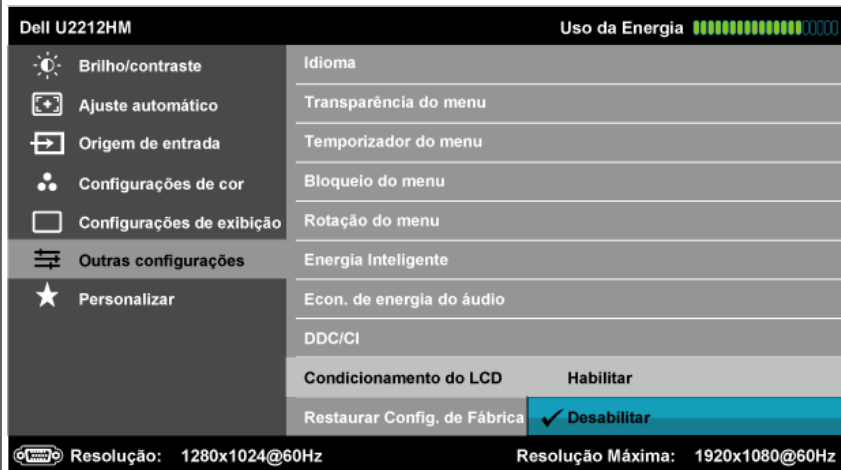 Dell U2212HM Uso da Energia
Brilho/contraste
Ajuste automático
Origem de entrada
Configurações de cor
Configurações de exibição
Outras configurações
Personalizar
Idioma
Transparência do menu
Temporizador do menu
Bloqueio do menu
Rotação do menu
Energia Inteligente
Econ. de energia do áudio
DDC/CI
Condicionamento do LCD Habilitar
Restaurar Config. de Fábrica ✓ Desabilitar
Resolução: 1280x1024@60Hz Resolução Máxima: 1920x1080@60Hz